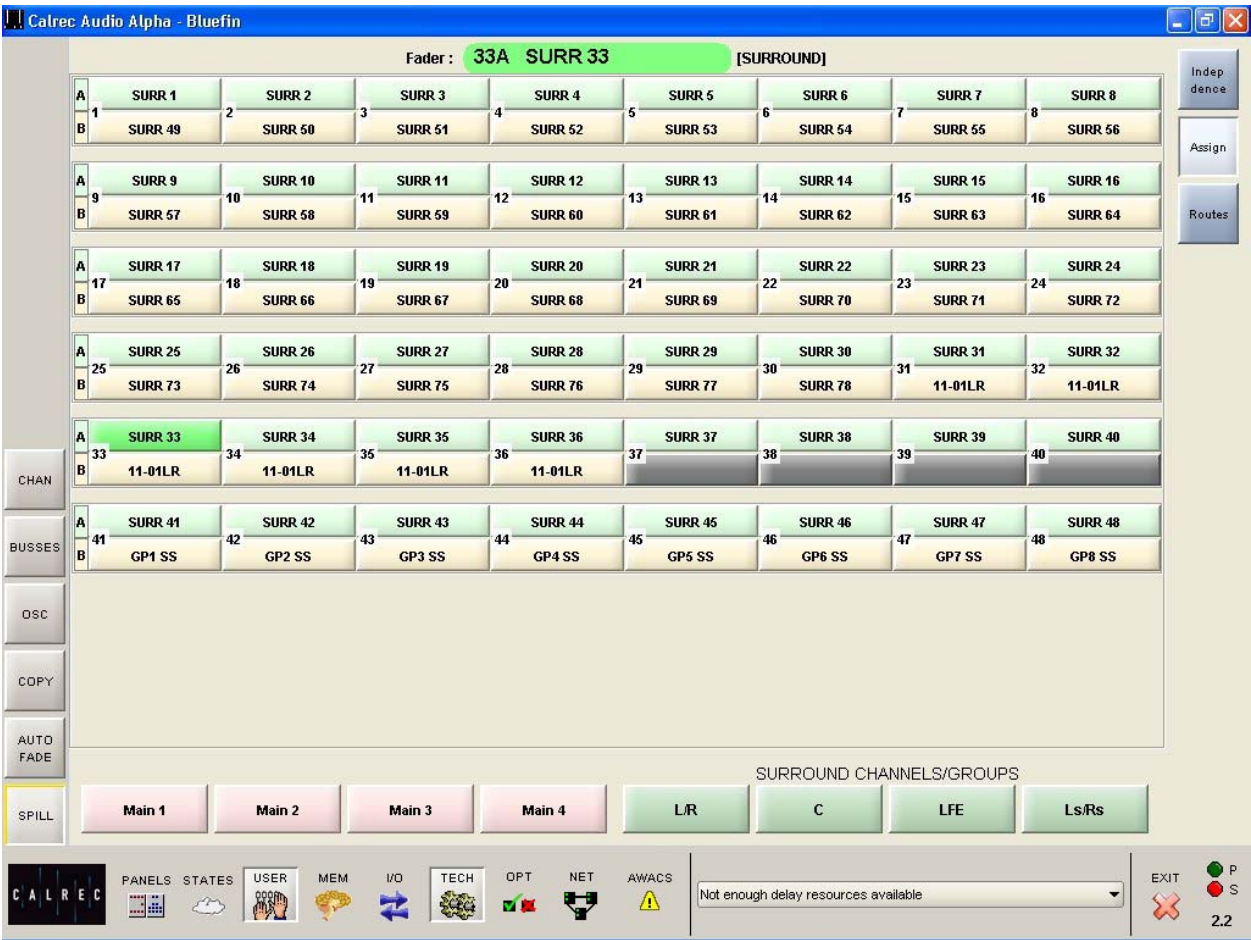 Calrec Audio Alpha - Bluefin
Fader : 33A SURR 33 [SURROUND]
Indep
dence
Assign
Routes
A SURR 1 SURR 2 SURR 3 SURR 4 SURR 5 SURR 6 SURR 7 SURR 8
1 2 3 4 5 6 7 8
B SURR 49 SURR 50 SURR 51 SURR 52 SURR 53 SURR 54 SURR 55 SURR 56
A SURR 9 SURR 10 SURR 11 SURR 12 SURR 13 SURR 14 SURR 15 SURR 16
9 10 11 12 13 14 15 16
B SURR 57 SURR 58 SURR 59 SURR 60 SURR 61 SURR 62 SURR 63 SURR 64
A SURR 17 SURR 18 SURR 19 SURR 20 SURR 21 SURR 22 SURR 23 SURR 24
17 18 19 20 21 22 23 24
B SURR 65 SURR 66 SURR 67 SURR 68 SURR 69 SURR 70 SURR 71 SURR 72
A SURR 25 SURR 26 SURR 27 SURR 28 SURR 29 SURR 30 SURR 31 SURR 32
25 26 27 28 29 30 31 32
B SURR 73 SURR 74 SURR 75 SURR 76 SURR 77 SURR 78 11-01LR 11-01LR
A SURR 33 SURR 34 SURR 35 SURR 36 SURR 37 SURR 38 SURR 39 SURR 40
33 34 35 36 37 38 39 40
B 11-01LR 11-01LR 11-01LR 11-01LR
A SURR 41 SURR 42 SURR 43 SURR 44 SURR 45 SURR 46 SURR 47 SURR 48
41 42 43 44 45 46 47 48
B GP1 SS GP2 SS GP3 SS GP4 SS GP5 SS GP6 SS GP7 SS GP8 SS
CHAN
BUSSES
OSC
COPY
AUTO
FADE
SPILL
SURROUND CHANNELS/GROUPS
Main 1 Main 2 Main 3 Main 4 L/R C LFE Ls/Rs
CALREC
PANELS STATES USER MEM I/O TECH OPT NET AWACS
Not enough delay resources available
EXIT
P
S
2.2